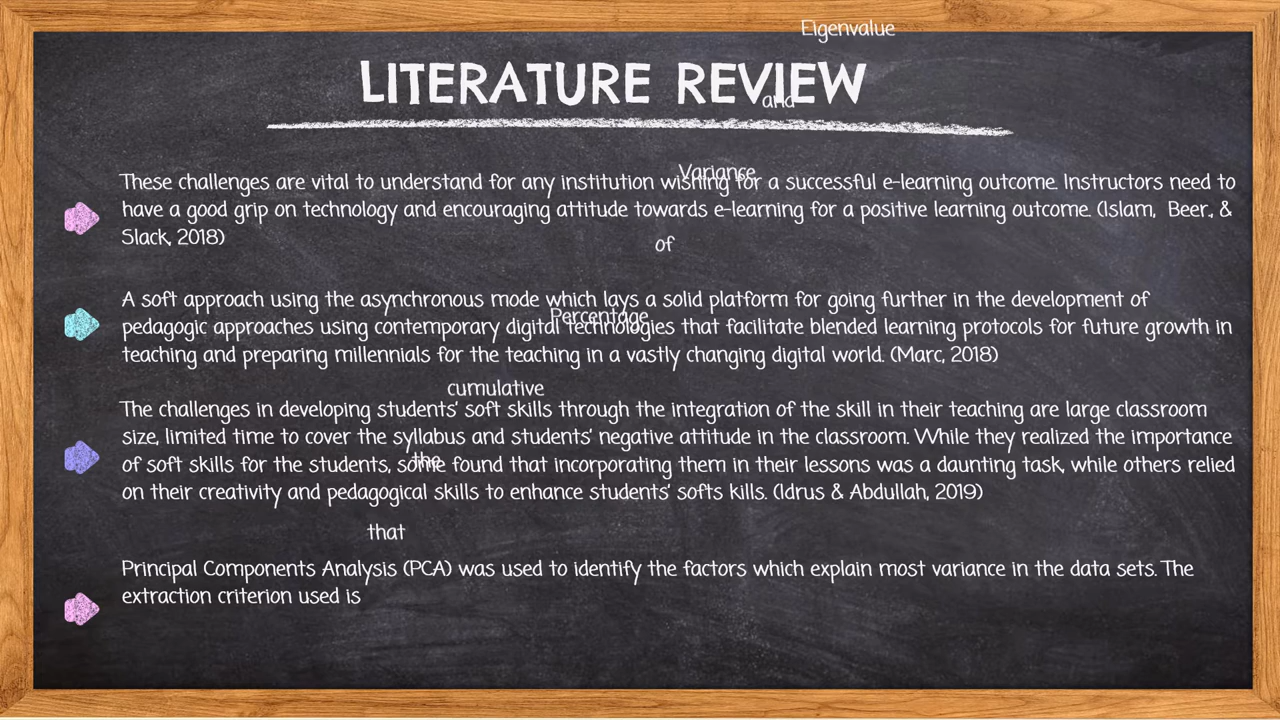 LITERATURE REVIEW
These challenges are vital to understand for any institution wishing for a successful e-learning outcome. Instructors need to
have a good grip on technology and encouraging attitude towards e-learning for a positive learning outcome. (Islam, Beer., &
Slack, 2018)
A soft approach using the asynchronous mode which lays a solid platform for going further in the development of
pedagogic approaches using contemporary digital technologies that facilitate blended learning protocols for future growth in
teaching and preparing millennials for the teaching in a vastly changing digital world. (Marc, 2018)
The challenges in developing students' soft skills through the integration of the skill in their teaching are large classroom
size, limited time to cover the syllabus and students' negative attitude in the classroom. While they realized the importance
of soft skills for the students, some found that incorporating them in their lessons was a daunting task, while others relied
on their creativity and pedagogical skills to enhance students' softs kills. (Idrus & Abdullah, 2019)
Principal Components Analysis (PCA) was used to identify the factors which explain most variance in the data sets. The
extraction criterion used is
that
the
cumulative
Percentage
of
Variance
and
Eigenvalue